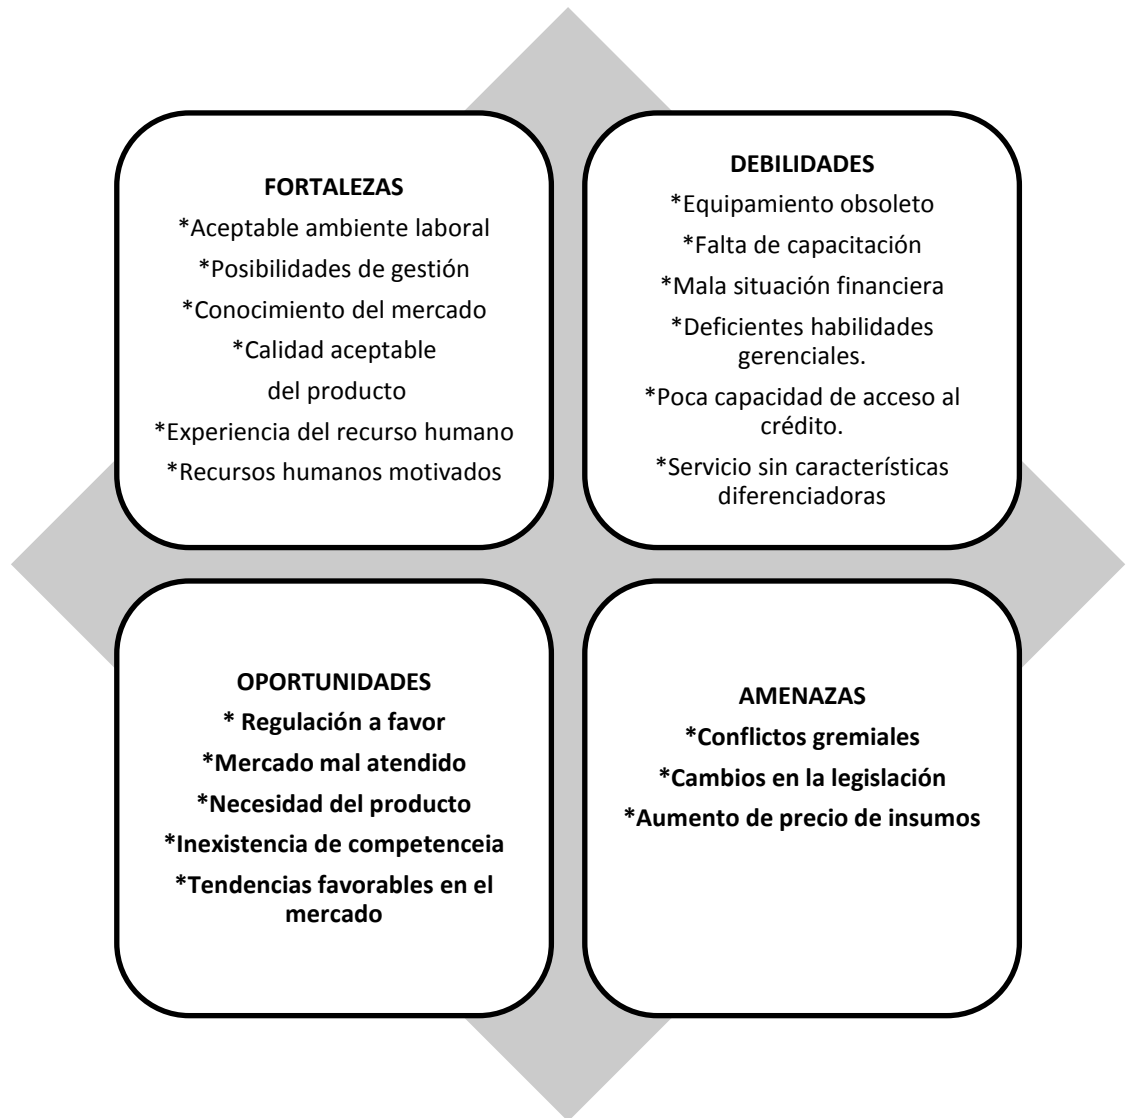 FORTALEZAS
*Aceptable ambiente laboral
*Posibilidades de gestión
*Conocimiento del mercado
*Calidad aceptable
del producto
*Experiencia del recurso humano
*Recursos humanos motivados
DEBILIDADES
*Equipamiento obsoleto
*Falta de capacitación
*Mala situación financiera
*Deficientes habilidades
gerenciales.
*Poca capacidad de acceso al
crédito.
*Servicio sin características
diferenciadoras
OPORTUNIDADES
* Regulación a favor
*Mercado mal atendido
*Necesidad del producto
*Inexistencia de competenceia
*Tendencias favorables en el
mercado
AMENAZAS
*Conflictos gremiales
*Cambios en la legislación
*Aumento de precio de insumos